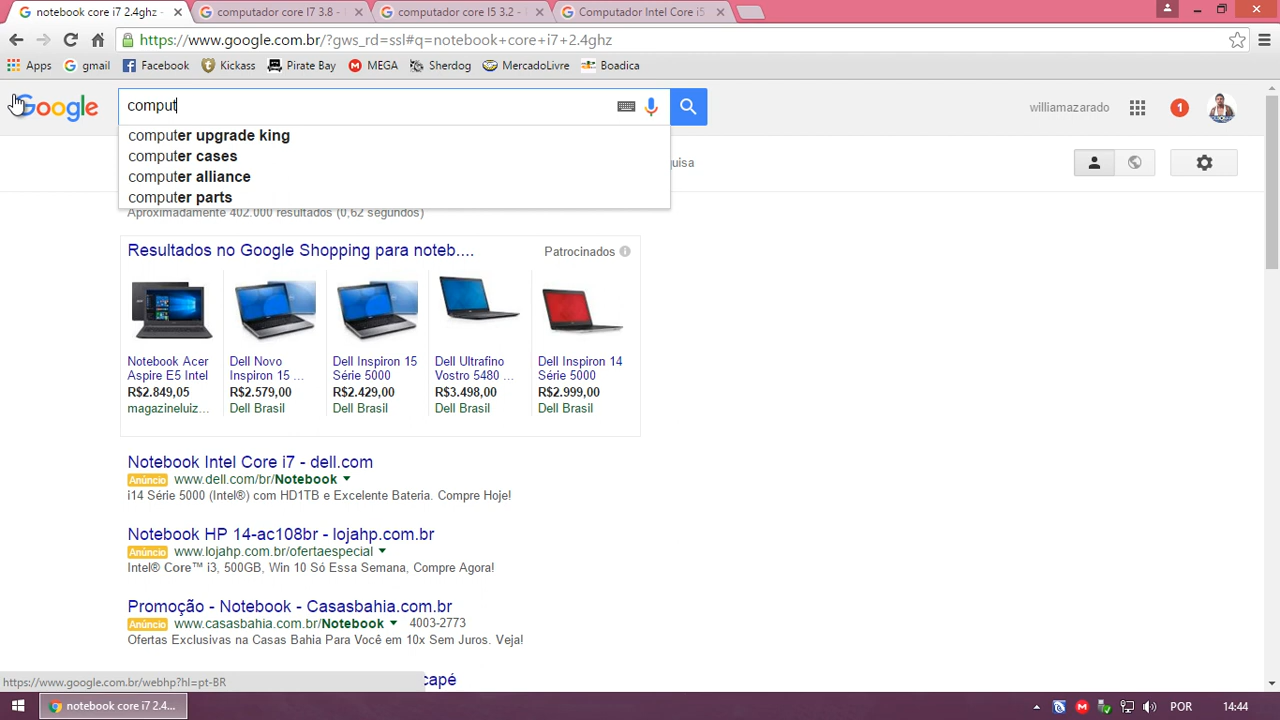 notebook core i7 2.4ghz -
computador core I7 3.8 -
computador core I5 3.2 -
Computador Intel Core i5
https://www.google.com.br/?gws_rd=ssl#q=notebook+core+i7+2.4ghz
Apps
gmail
Facebook
Kickass
Pirate Bay
MEGA
Sherdog
MercadoLivre
Boadica
Google
comput
williamazarado
1
computer upgrade king
computer cases
computer alliance
computer parts
uisa
Aproximadamente 402.000 resultados (0,62 segundos)
Resultados no Google Shopping para noteb....
Patrocinados
Notebook Acer
Aspire E5 Intel
R$2.849,05
magazineluiz...
Dell Novo
Inspiron 15 ...
R$2.579,00
Dell Brasil
Dell Inspiron 15
Série 5000
R$2.429,00
Dell Brasil
Dell Ultrafino
Vostro 5480 ...
R$3.498,00
Dell Brasil
Dell Inspiron 14
Série 5000
R$2.999,00
Dell Brasil
Notebook Intel Core i7 - dell.com
Anúncio www.dell.com/br/Notebook
i14 Série 5000 (Intel®) com HD1TB e Excelente Bateria. Compre Hoje!
Notebook HP 14-ac108br - lojahp.com.br
Anúncio www.lojahp.com.br/ofertaespecial
Intel® Core™ i3, 500GB, Win 10 Só Essa Semana, Compre Agora!
Promoção - Notebook - Casasbahia.com.br
Anúncio www.casasbahia.com.br/Notebook 4003-2773
Ofertas Exclusivas na Casas Bahia Para Você em 10x Sem Juros. Veja!
capé
https://www.google.com.br/webhp?hl=pt-BR
notebook core i7 2.4...
POR
14:44